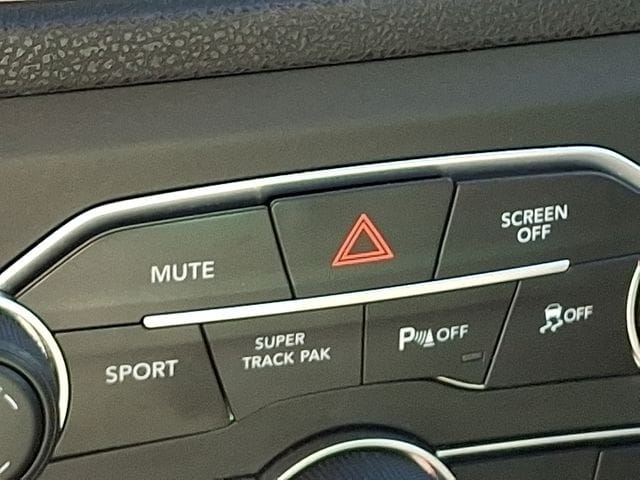 MUTE
SCREEN
OFF
SPORT
SUPER
TRACK PAK
P OFF
OFF